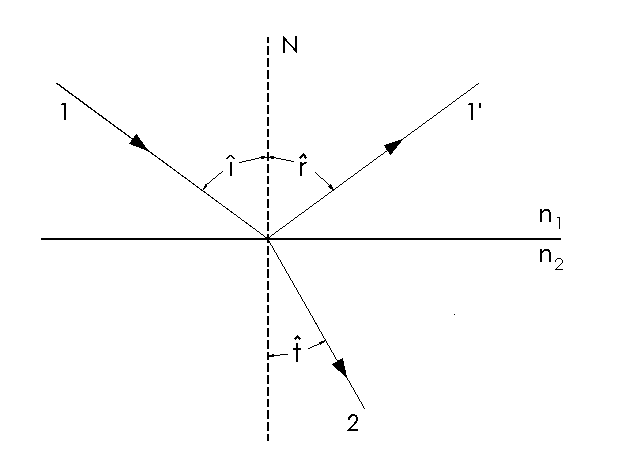 N
1
1'
î
r̂
n₁
n₂
t̂
2